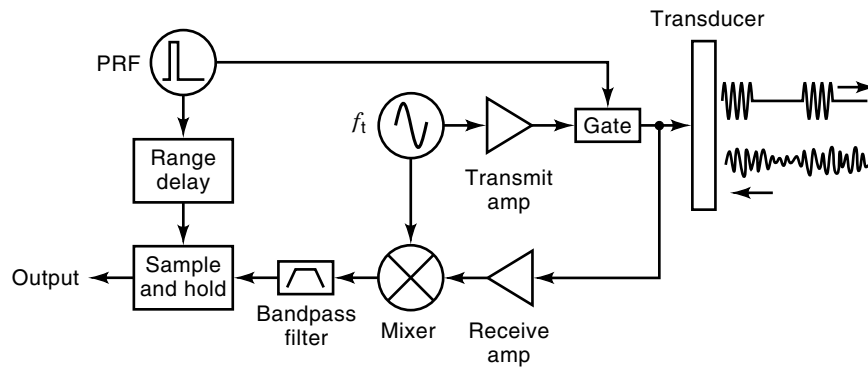 Transducer
PRF
f_t
Gate
Range
delay
Transmit
amp
Output
Sample
and hold
Bandpass
filter
Mixer
Receive
amp